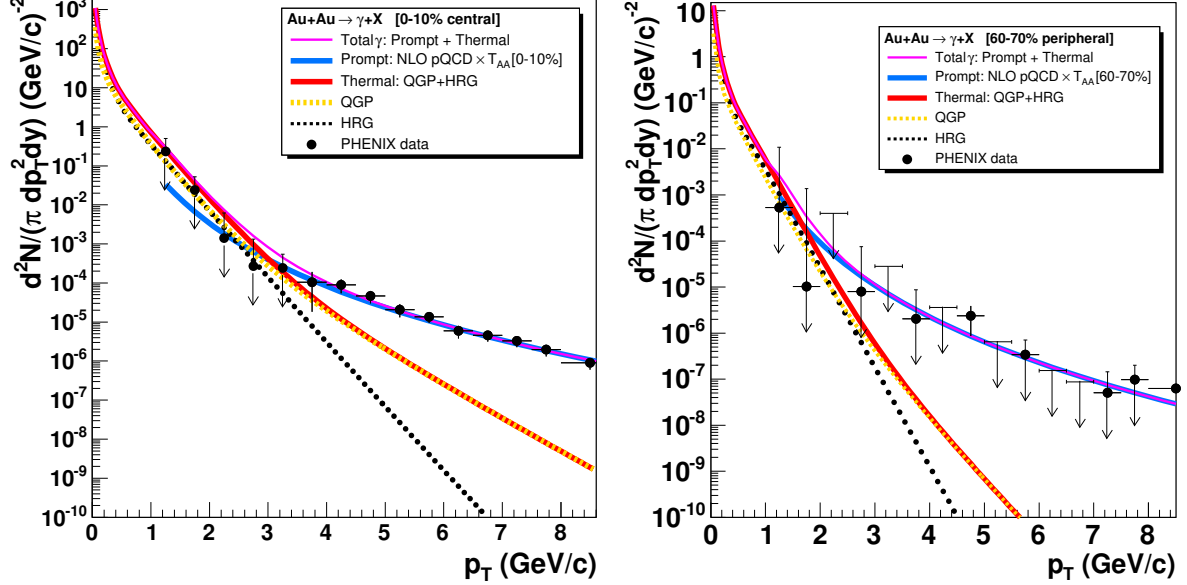 Au+Au → γ+X [0-10% central]
Total γ: Prompt + Thermal
Prompt: NLO pQCD × T_AA[0-10%]
Thermal: QGP+HRG
QGP
HRG
PHENIX data
d²N/(π dp_T²dy) (GeV/c)⁻²
10³
10²
10
1
10⁻¹
10⁻²
10⁻³
10⁻⁴
10⁻⁵
10⁻⁶
10⁻⁷
10⁻⁸
10⁻⁹
10⁻¹⁰
0 1 2 3 4 5 6 7 8
p_T (GeV/c)
Au+Au → γ+X [60-70% peripheral]
Total γ: Prompt + Thermal
Prompt: NLO pQCD × T_AA[60-70%]
Thermal: QGP+HRG
QGP
HRG
PHENIX data
d²N/(π dp_T²dy) (GeV/c)⁻²
10
1
10⁻¹
10⁻²
10⁻³
10⁻⁴
10⁻⁵
10⁻⁶
10⁻⁷
10⁻⁸
10⁻⁹
10⁻¹⁰
0 1 2 3 4 5 6 7 8
p_T (GeV/c)